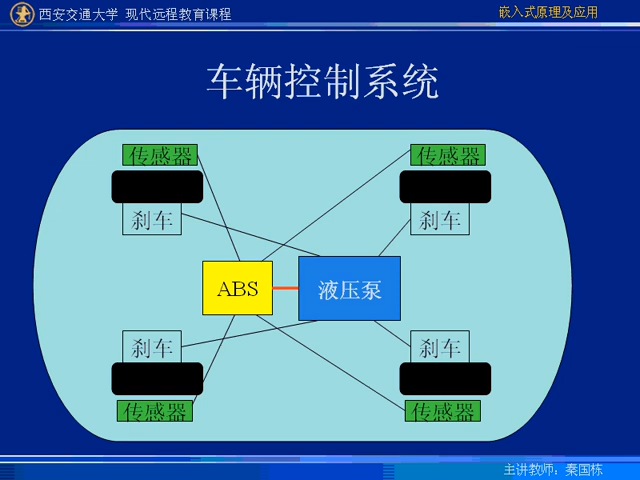 西安交通大学 现代远程教育课程
嵌入式原理及应用
车辆控制系统
传感器
传感器
刹车
刹车
ABS
液压泵
刹车
刹车
传感器
传感器
主讲教师：秦国栋